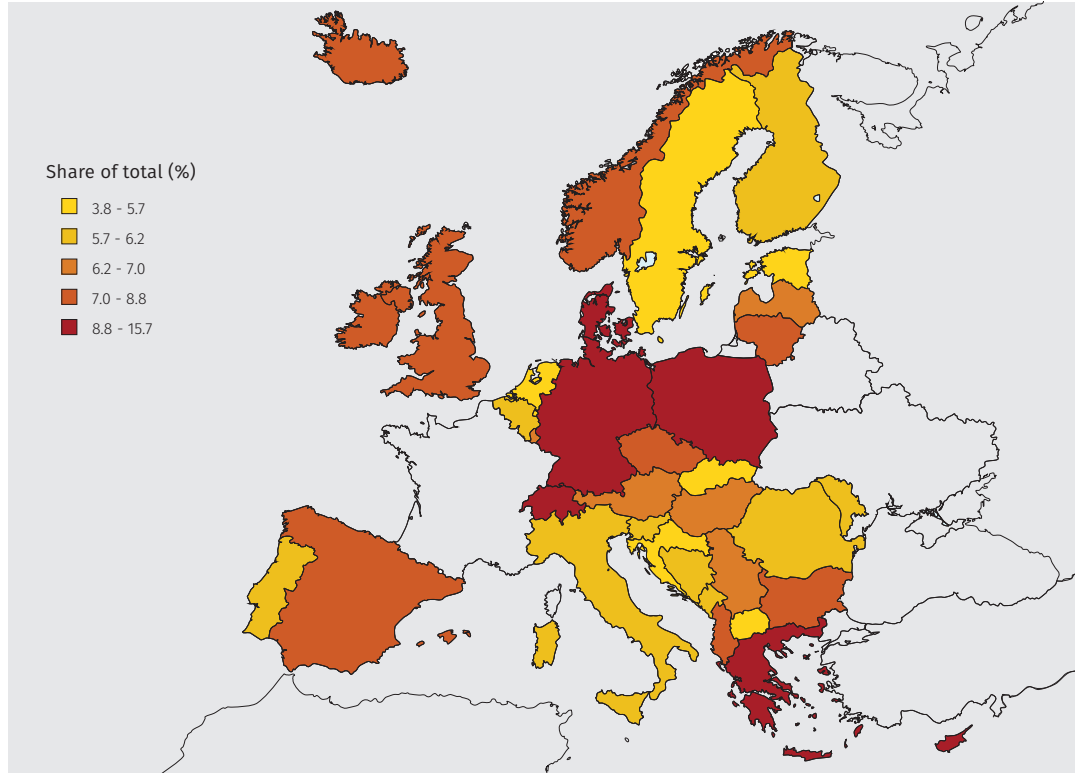 Share of total (%)
3.8 - 5.7
5.7 - 6.2
6.2 - 7.0
7.0 - 8.8
8.8 - 15.7